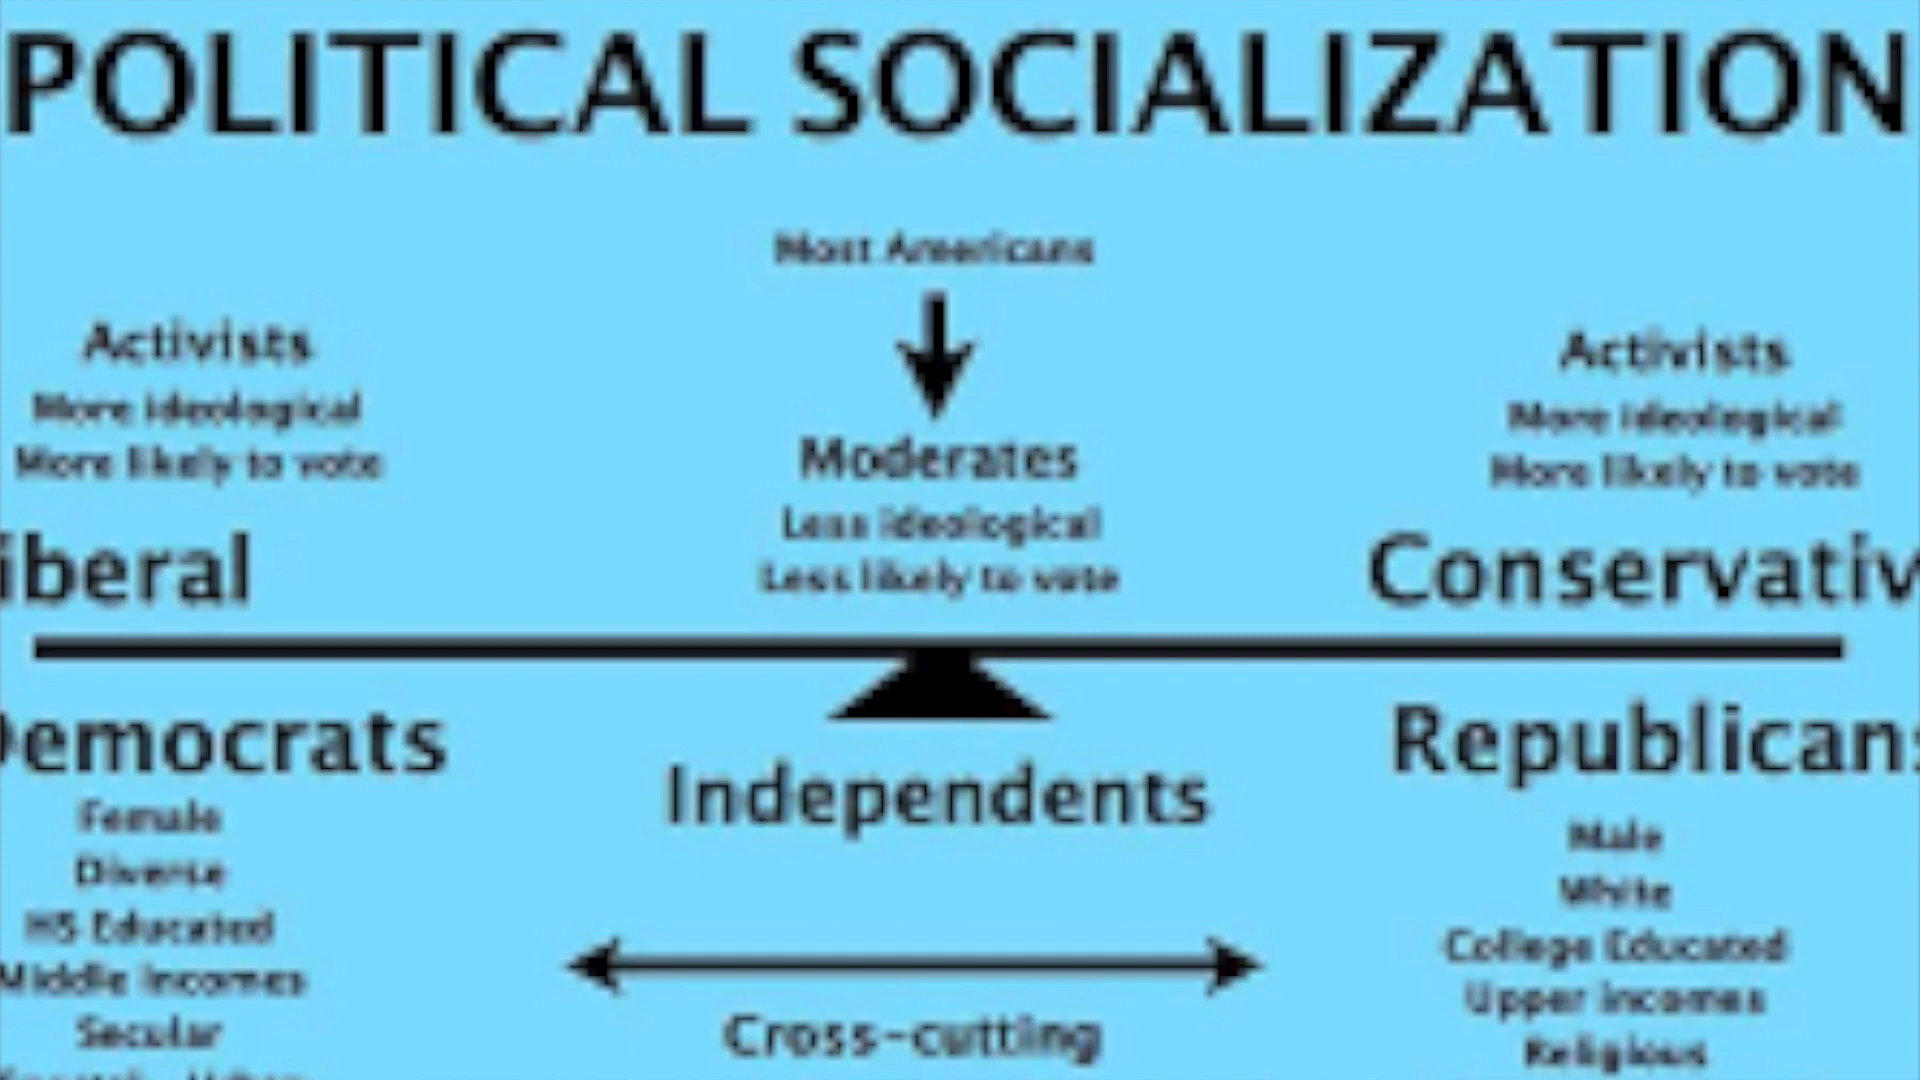 POLITICAL SOCIALIZATION
Most Americans
Activists
More ideological
More likely to vote
Activists
More ideological
More likely to vote
Moderates
Less ideological
Less likely to vote
iberal
Conservativ
Democrats
Republicans
Independents
Female
Diverse
HS Educated
Middle incomes
Secular
Male
White
College Educated
Upper incomes
Religious
Cross-cutting